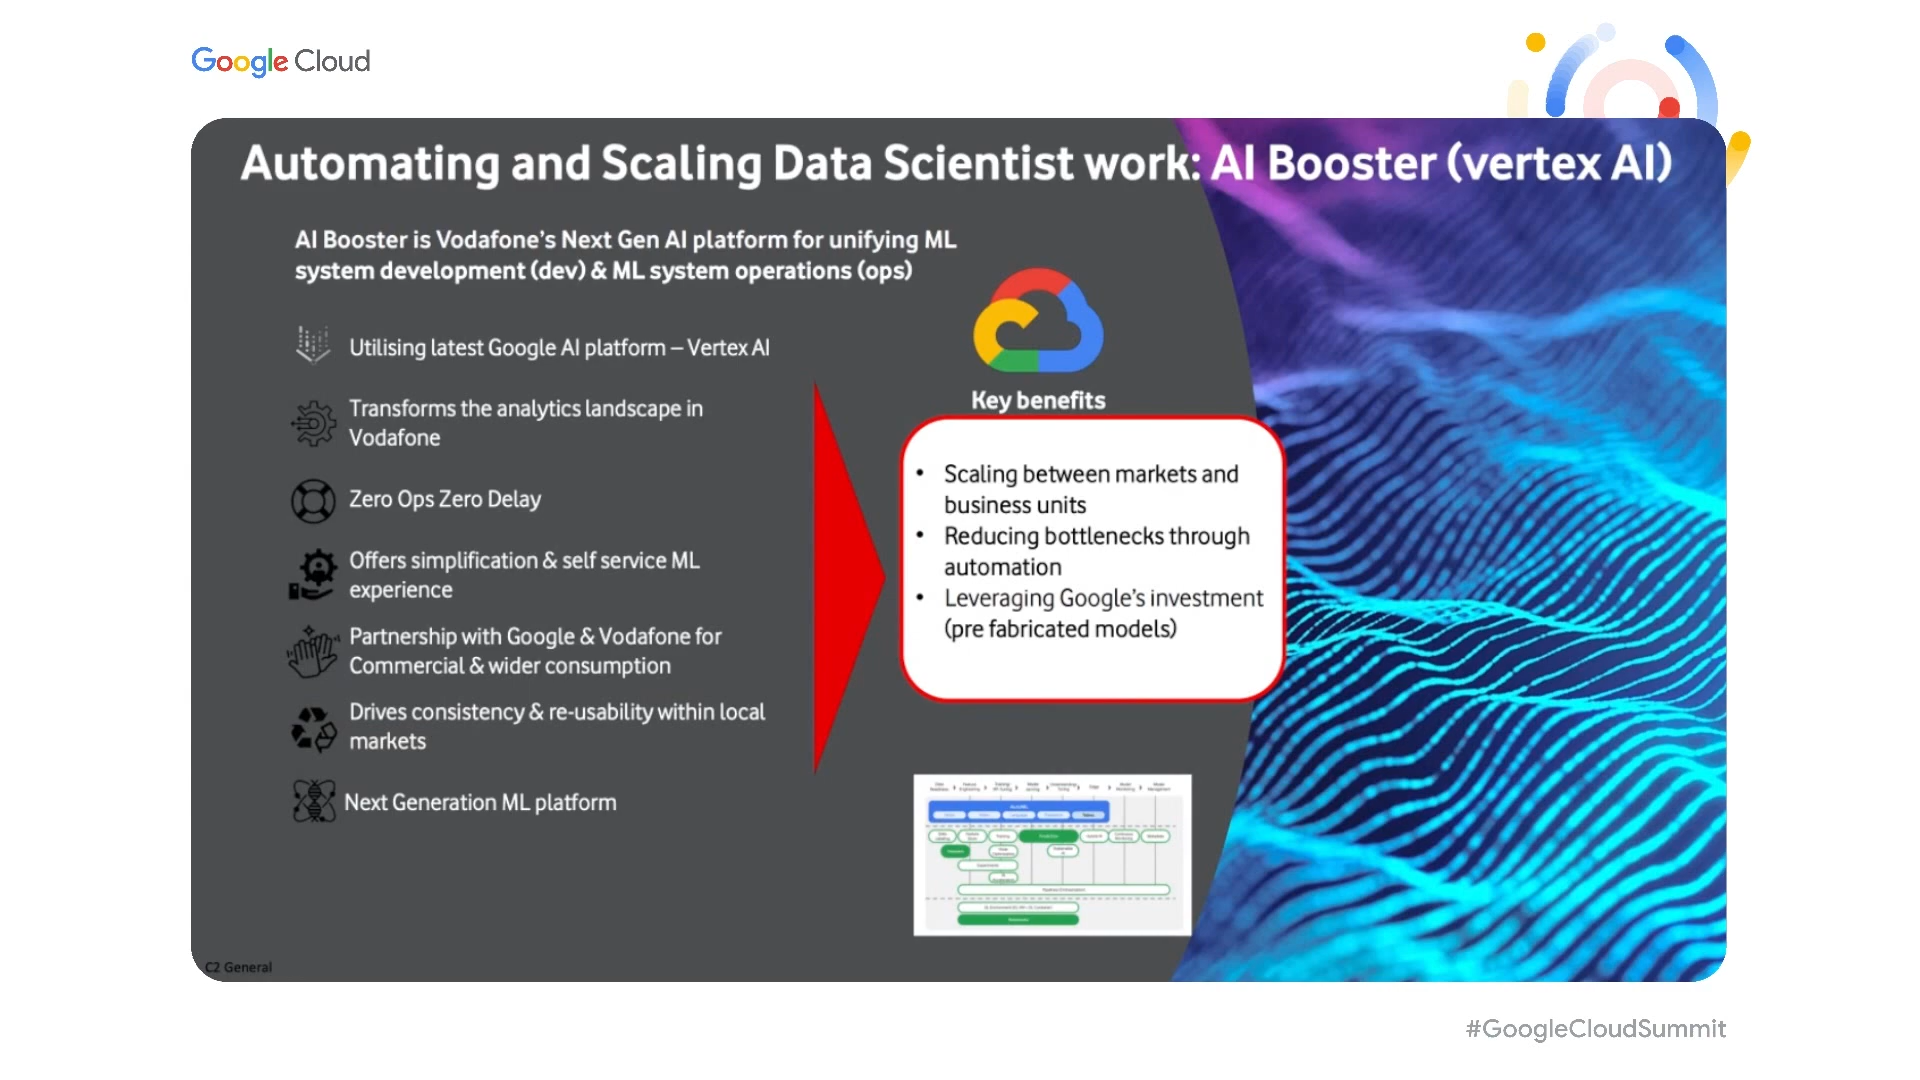 Google Cloud
Automating and Scaling Data Scientist work: AI Booster (vertex AI)
AI Booster is Vodafone's Next Gen AI platform for unifying ML
system development (dev) & ML system operations (ops)
Utilising latest Google AI platform – Vertex AI
Transforms the analytics landscape in
Vodafone
Zero Ops Zero Delay
Offers simplification & self service ML
experience
Partnership with Google & Vodafone for
Commercial & wider consumption
Drives consistency & re-usability within local
markets
Next Generation ML platform
Key benefits
• Scaling between markets and
business units
• Reducing bottlenecks through
automation
• Leveraging Google's investment
(pre fabricated models)
C2 General
#GoogleCloudSummit